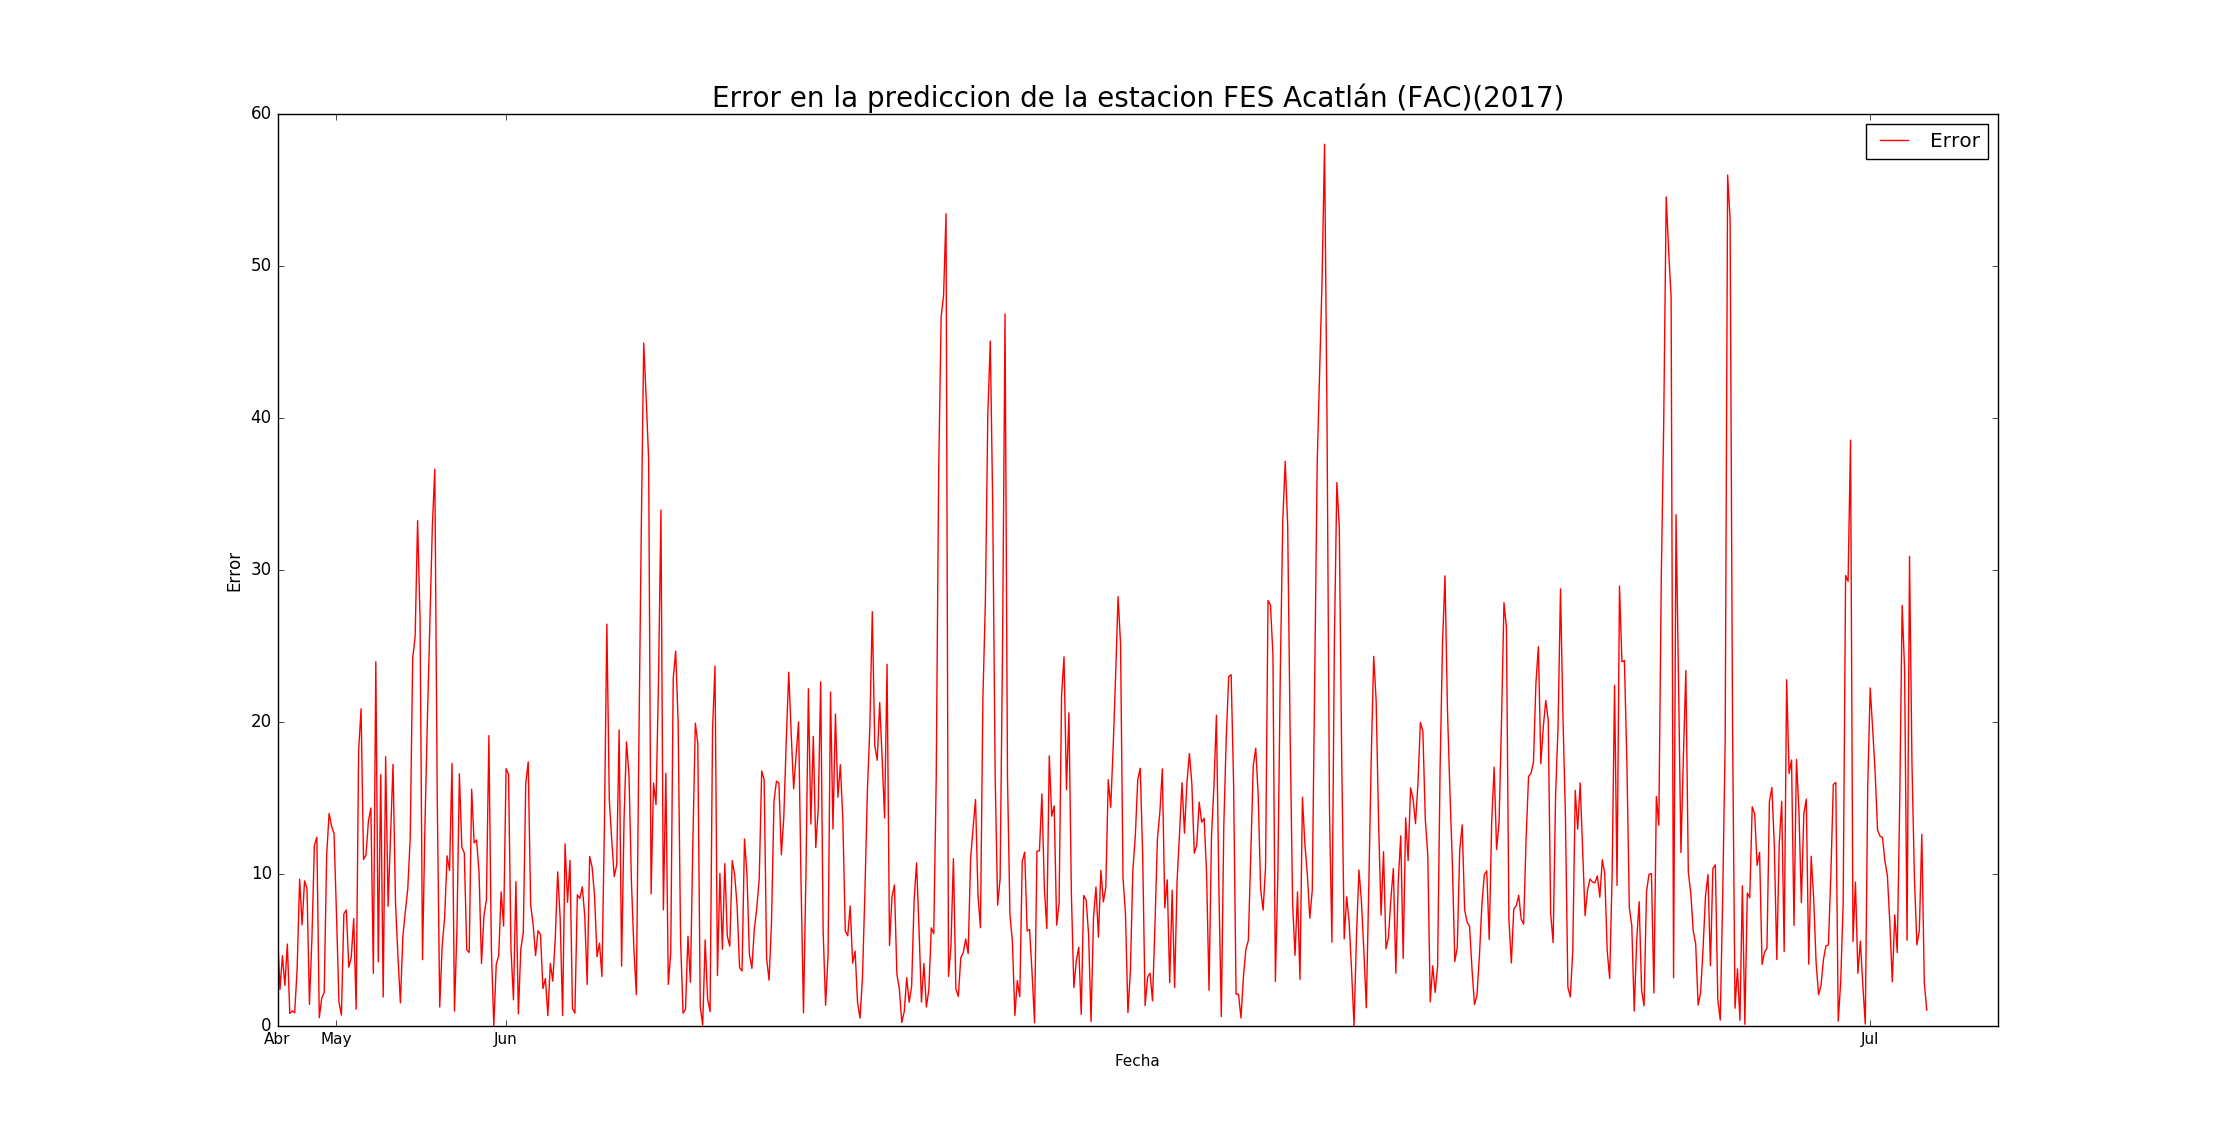 Error en la prediccion de la estacion FES Acatlán (FAC)(2017)
60
Error
50
40
30
Error
20
10
0
Abr May Jun Jul
Fecha